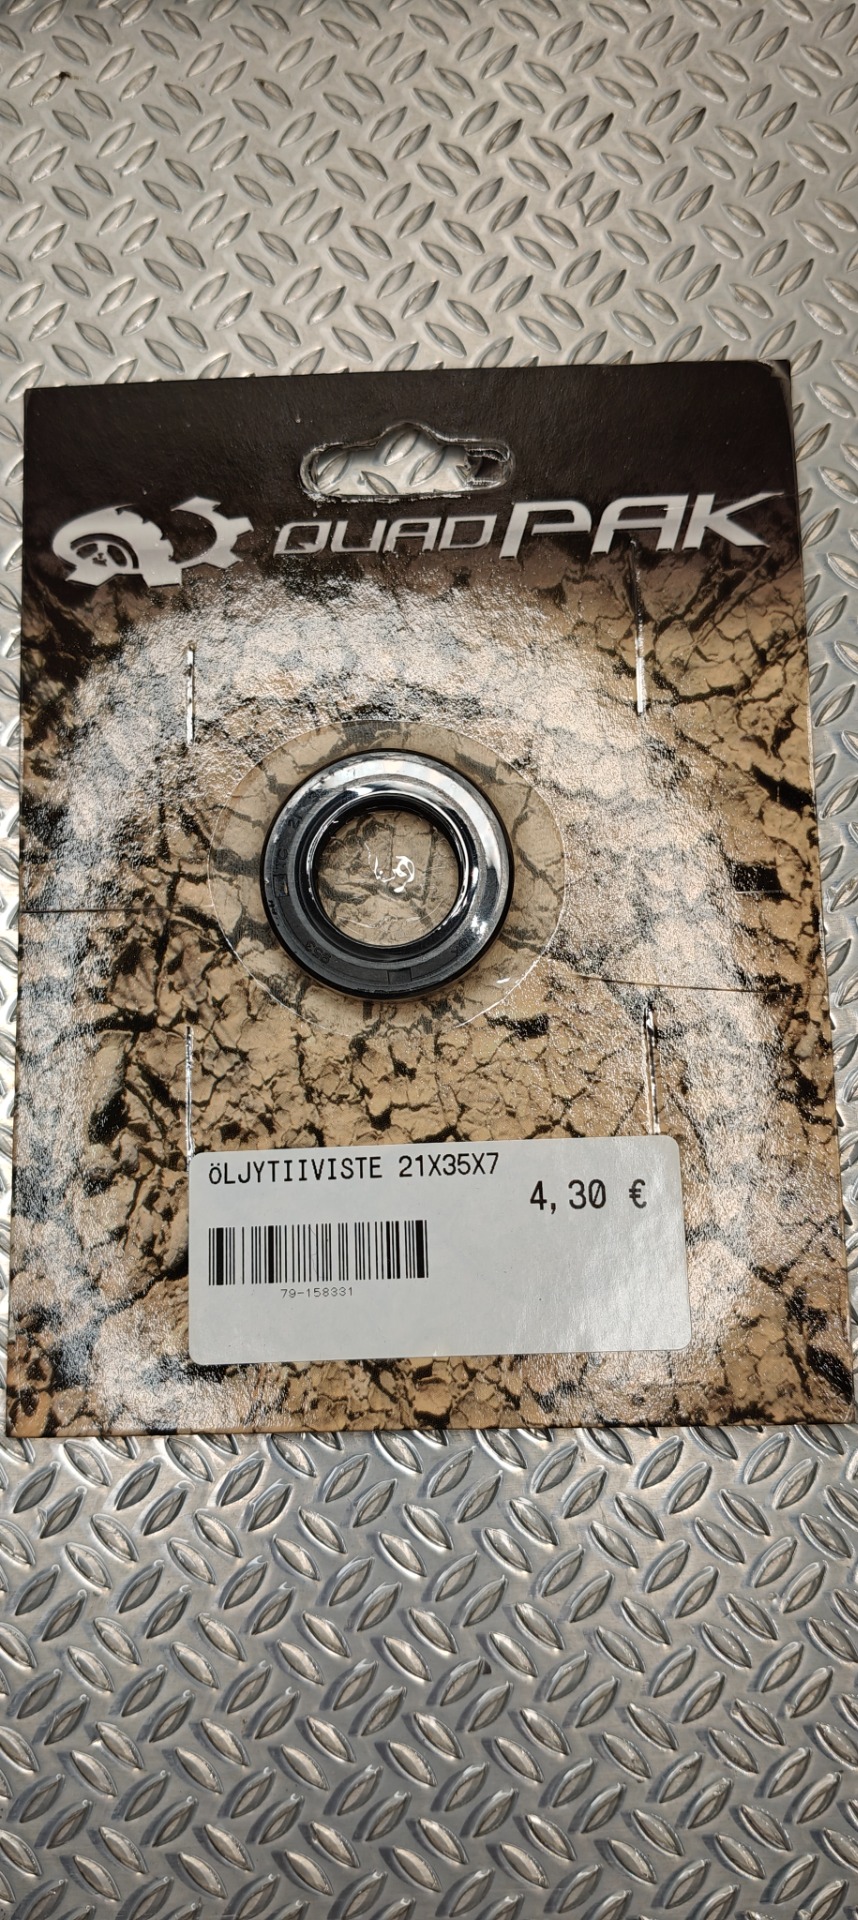 QUADPAK
ÖLJYTIIVISTE 21X35X7
4,30 €
79-158331